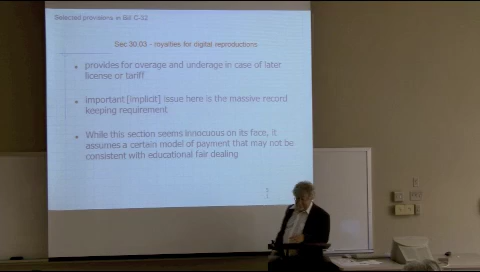 Selected provisions in Bill C-32
Sec 30.03 - royalties for digital reproductions
provides for overage and underage in case of later
license or tariff
important [implicit] issue here is the massive record
keeping requirement
While this section seems innocuous on its face, it
assumes a certain model of payment that may not be
consistent with educational fair dealing